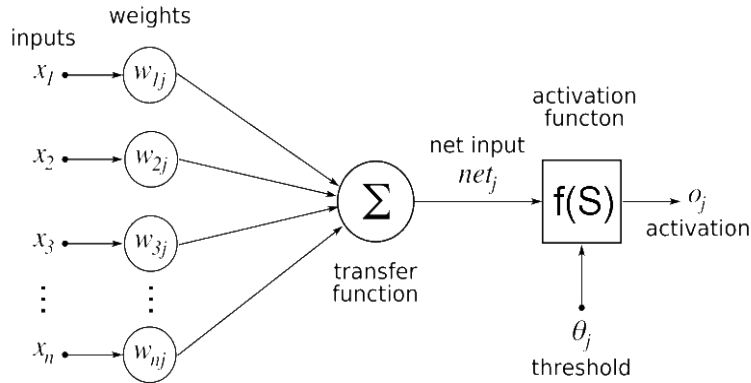 weights
inputs
x1 w1j
activation
functon
x2 w2j
net input
netj
Σ
f(S)
oj
activation
x3 w3j
transfer
function
⋮ ⋮
xn wnj
θj
threshold